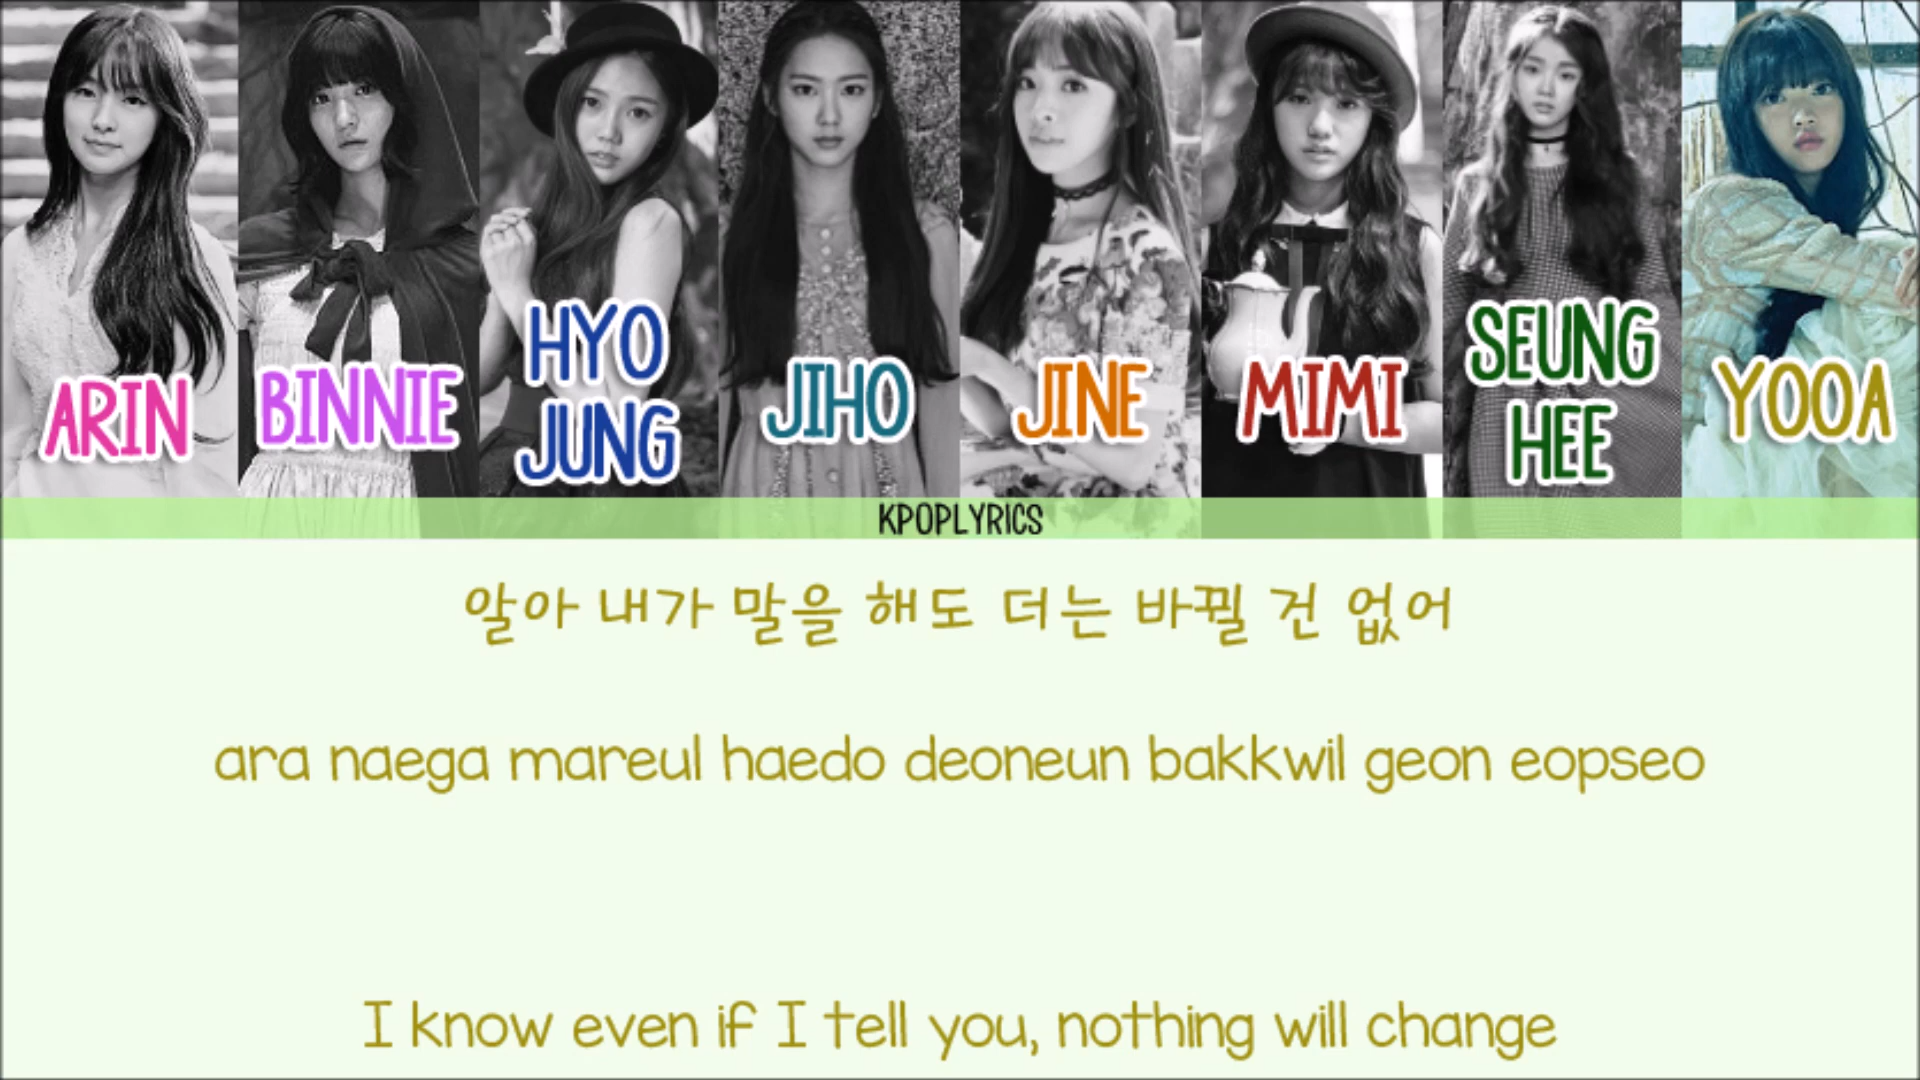 ARIN
BINNIE
HYO
JUNG
JIHO
JINE
MIMI
SEUNG
HEE
YOOA
KPOPLYRICS
알아 내가 말을 해도 더는 바뀔 건 없어
ara naega mareul haedo deoneun bakkwil geon eopseo
I know even if I tell you, nothing will change